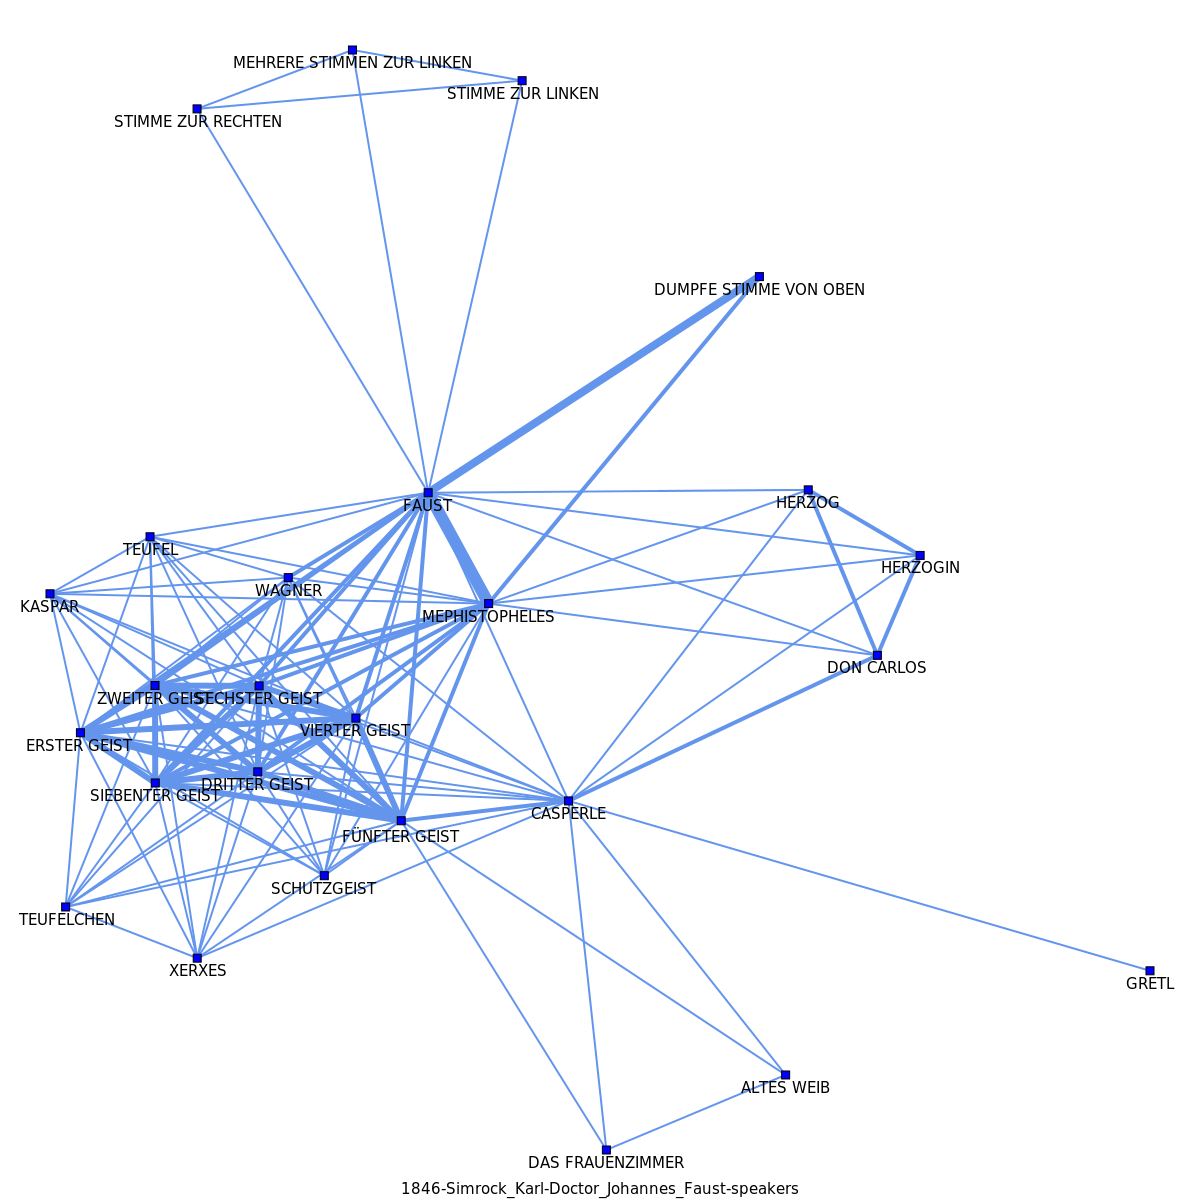 MEHRERE STIMMEN ZUR LINKEN
STIMME ZUR LINKEN
STIMME ZUR RECHTEN
DUMPFE STIMME VON OBEN
FAUST
HERZOG
TEUFEL
HERZOGIN
WAGNER
KASPAR
MEPHISTOPHELES
DON CARLOS
ZWEITER GEIST
SECHSTER GEIST
VIERTER GEIST
ERSTER GEIST
DRITTER GEIST
SIEBENTER GEIST
CASPERLE
FÜNFTER GEIST
SCHUTZGEIST
TEUFELCHEN
XERXES
GRETL
ALTES WEIB
DAS FRAUENZIMMER
1846-Simrock_Karl-Doctor_Johannes_Faust-speakers